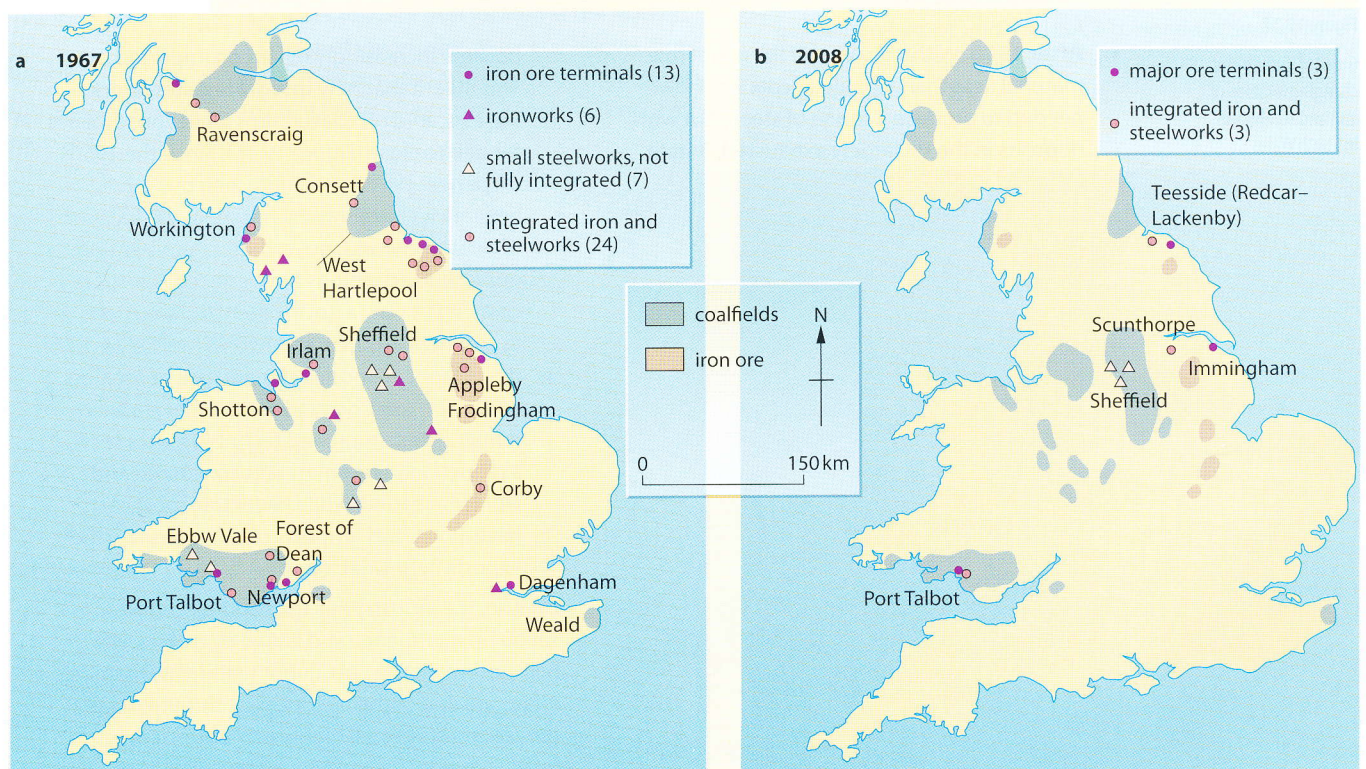 a 1967
iron ore terminals (13)
ironworks (6)
small steelworks, not
fully integrated (7)
integrated iron and
steelworks (24)
Ravenscraig
Consett
Workington
West
Hartlepool
Sheffield
Irlam
Appleby
Frodingham
Shotton
Corby
Ebbw Vale
Forest of
Dean
Port Talbot
Newport
Dagenham
Weald
coalfields
iron ore
N
0 150 km
b 2008
major ore terminals (3)
integrated iron and
steelworks (3)
Teesside (Redcar–
Lackenby)
Scunthorpe
Immingham
Sheffield
Port Talbot